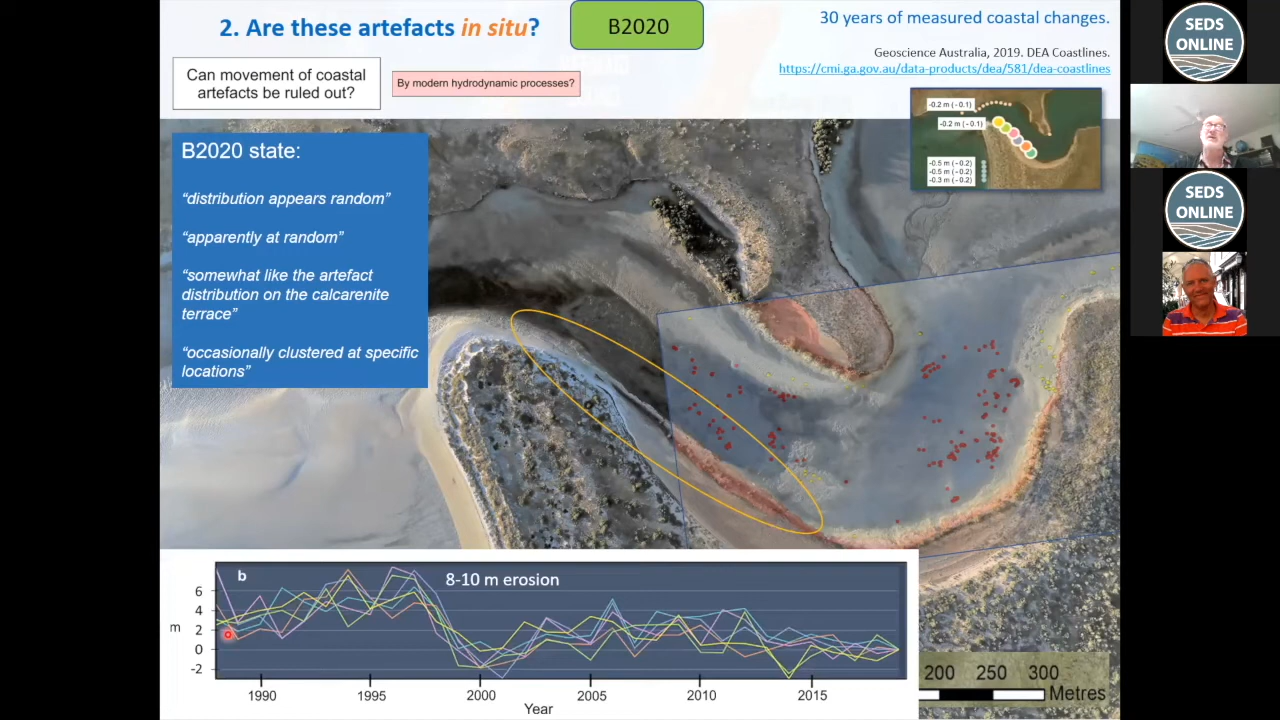 2. Are these artefacts in situ?
B2020
30 years of measured coastal changes.
Geoscience Australia, 2019. DEA Coastlines.
https://cmi.ga.gov.au/data-products/dea/581/dea-coastlines
Can movement of coastal
artefacts be ruled out?
By modern hydrodynamic processes?
-0.2 m (-0.1)
-0.2 m (-0.1)
-0.5 m (-0.2)
-0.5 m (-0.2)
-0.3 m (-0.2)
B2020 state:
“distribution appears random”
“apparently at random”
“somewhat like the artefact
distribution on the calcarenite
terrace”
“occasionally clustered at specific
locations”
b
8-10 m erosion
6
4
m
2
0
-2
1990 1995 2000 2005 2010 2015
Year
200 250 300
Metres
SEDS
ONLINE
SEDS
ONLINE